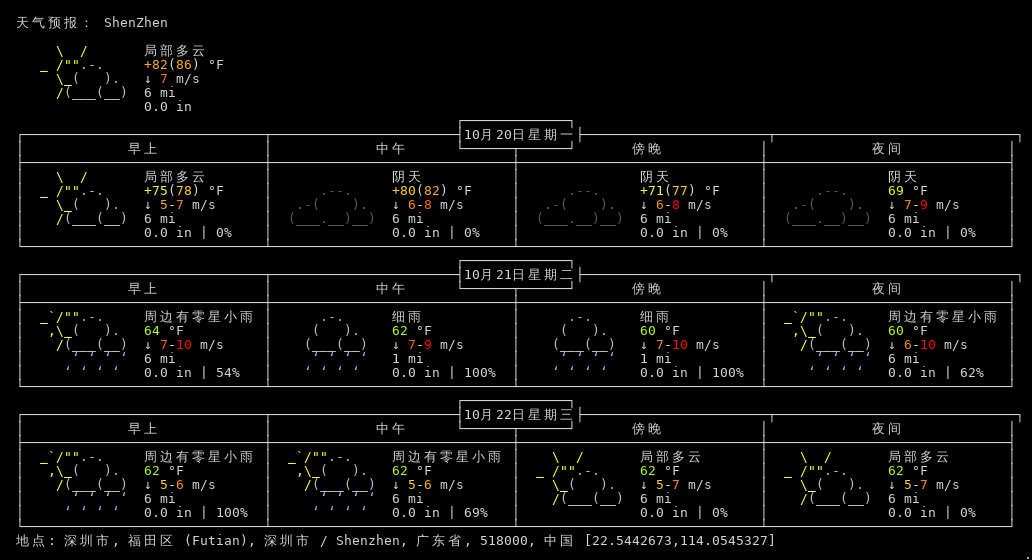 天气预报： ShenZhen
局部多云
+82(86) °F
↓ 7 m/s
6 mi
0.0 in
10月20日星期一
早上 中午 傍晚 夜间
局部多云 阴天 阴天 阴天
+75(78) °F +80(82) °F +71(77) °F 69 °F
↓ 5-7 m/s ↓ 6-8 m/s ↓ 6-8 m/s ↓ 7-9 m/s
6 mi 6 mi 6 mi 6 mi
0.0 in | 0% 0.0 in | 0% 0.0 in | 0% 0.0 in | 0%
10月21日星期二
早上 中午 傍晚 夜间
周边有零星小雨 细雨 细雨 周边有零星小雨
64 °F 62 °F 60 °F 60 °F
↓ 7-10 m/s ↓ 7-9 m/s ↓ 7-10 m/s ↓ 6-10 m/s
6 mi 1 mi 1 mi 6 mi
0.0 in | 54% 0.0 in | 100% 0.0 in | 100% 0.0 in | 62%
10月22日星期三
早上 中午 傍晚 夜间
周边有零星小雨 周边有零星小雨 局部多云 局部多云
62 °F 62 °F 62 °F 62 °F
↓ 5-6 m/s ↓ 5-6 m/s ↓ 5-7 m/s ↓ 5-7 m/s
6 mi 6 mi 6 mi 6 mi
0.0 in | 100% 0.0 in | 69% 0.0 in | 0% 0.0 in | 0%
地点: 深圳市, 福田区 (Futian), 深圳市 / Shenzhen, 广东省, 518000, 中国 [22.5442673,114.0545327]